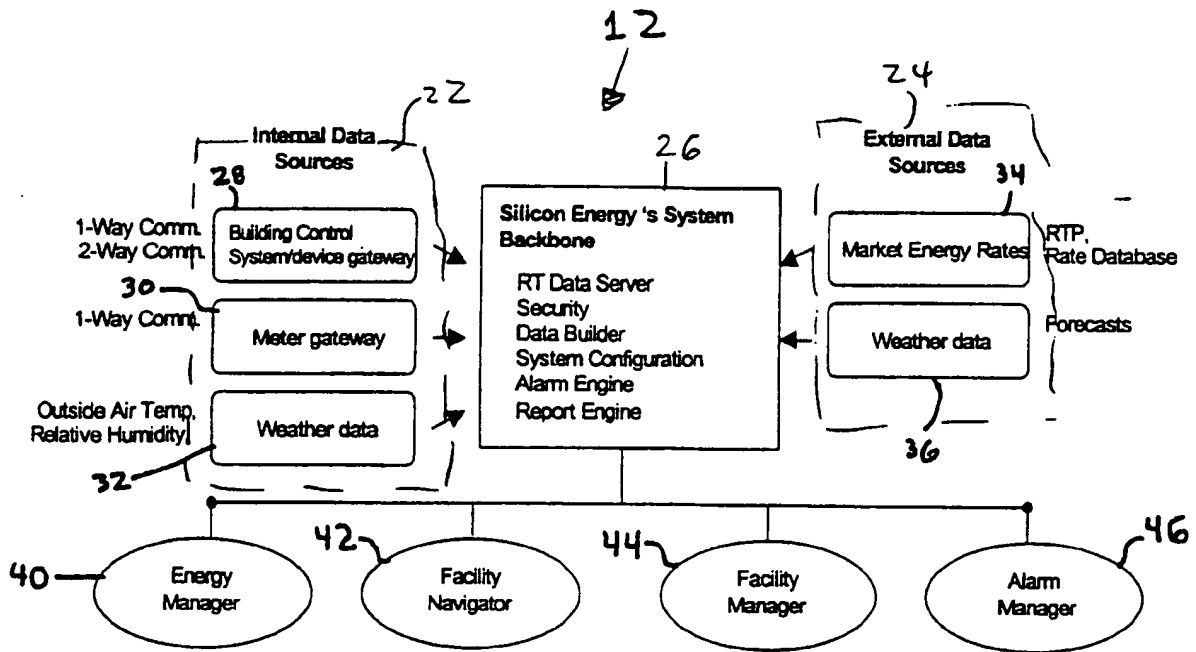 12
22
24
Internal Data
Sources
26
External Data
Sources
28
34
1-Way Comm.
2-Way Comm.
Building Control
System/device gateway
Silicon Energy 's System
Backbone
RT Data Server
Security
Data Builder
System Configuration
Alarm Engine
Report Engine
Market Energy Rates
RTP,
Rate Database
30
1-Way Comm.
Meter gateway
Weather data
Forecasts
Outside Air Temp,
Relative Humidity
Weather data
32
36
40
Energy
Manager
42
Facility
Navigator
44
Facility
Manager
46
Alarm
Manager